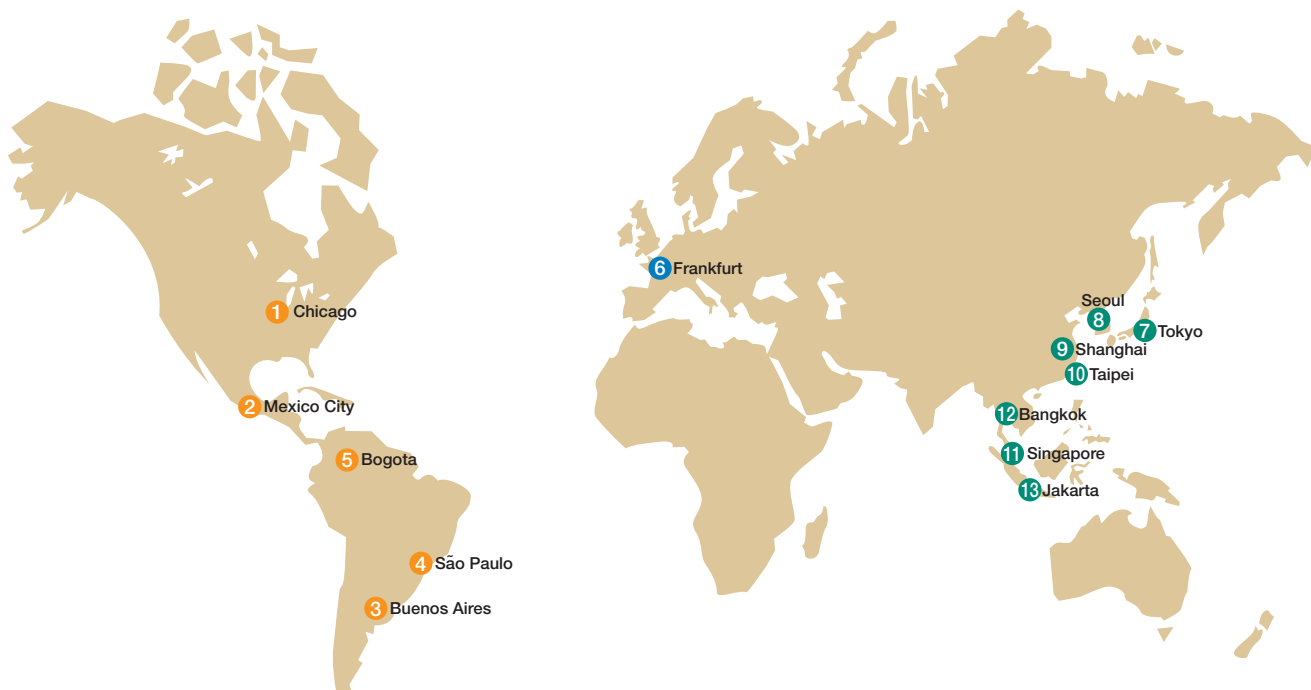 1 Chicago
2 Mexico City
5 Bogota
4 São Paulo
3 Buenos Aires
6 Frankfurt
Seoul
8
7 Tokyo
9 Shanghai
10 Taipei
12 Bangkok
11 Singapore
13 Jakarta